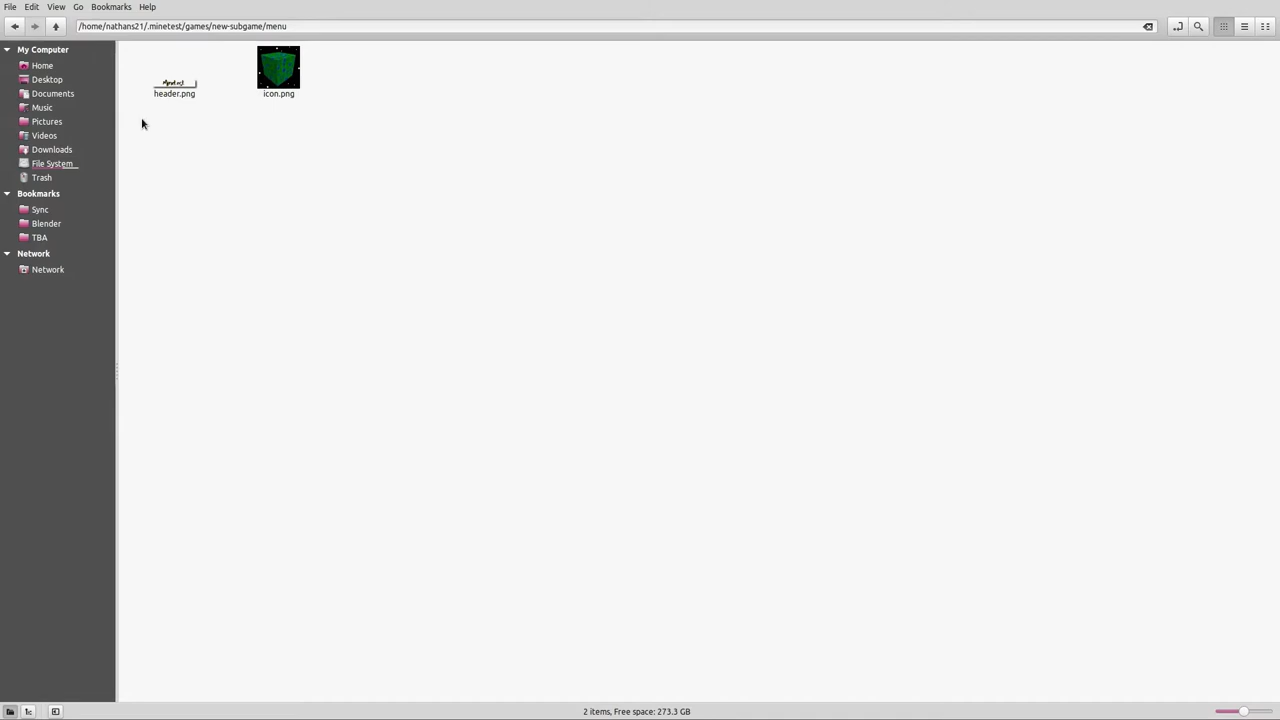 File Edit View Go Bookmarks Help
/home/nathans21/.minetest/games/new-subgame/menu
My Computer
Home
Desktop
Documents
Music
Pictures
Videos
Downloads
File System
Trash
Bookmarks
Sync
Blender
TBA
Network
Network
header.png
icon.png
2 items, Free space: 273.3 GB